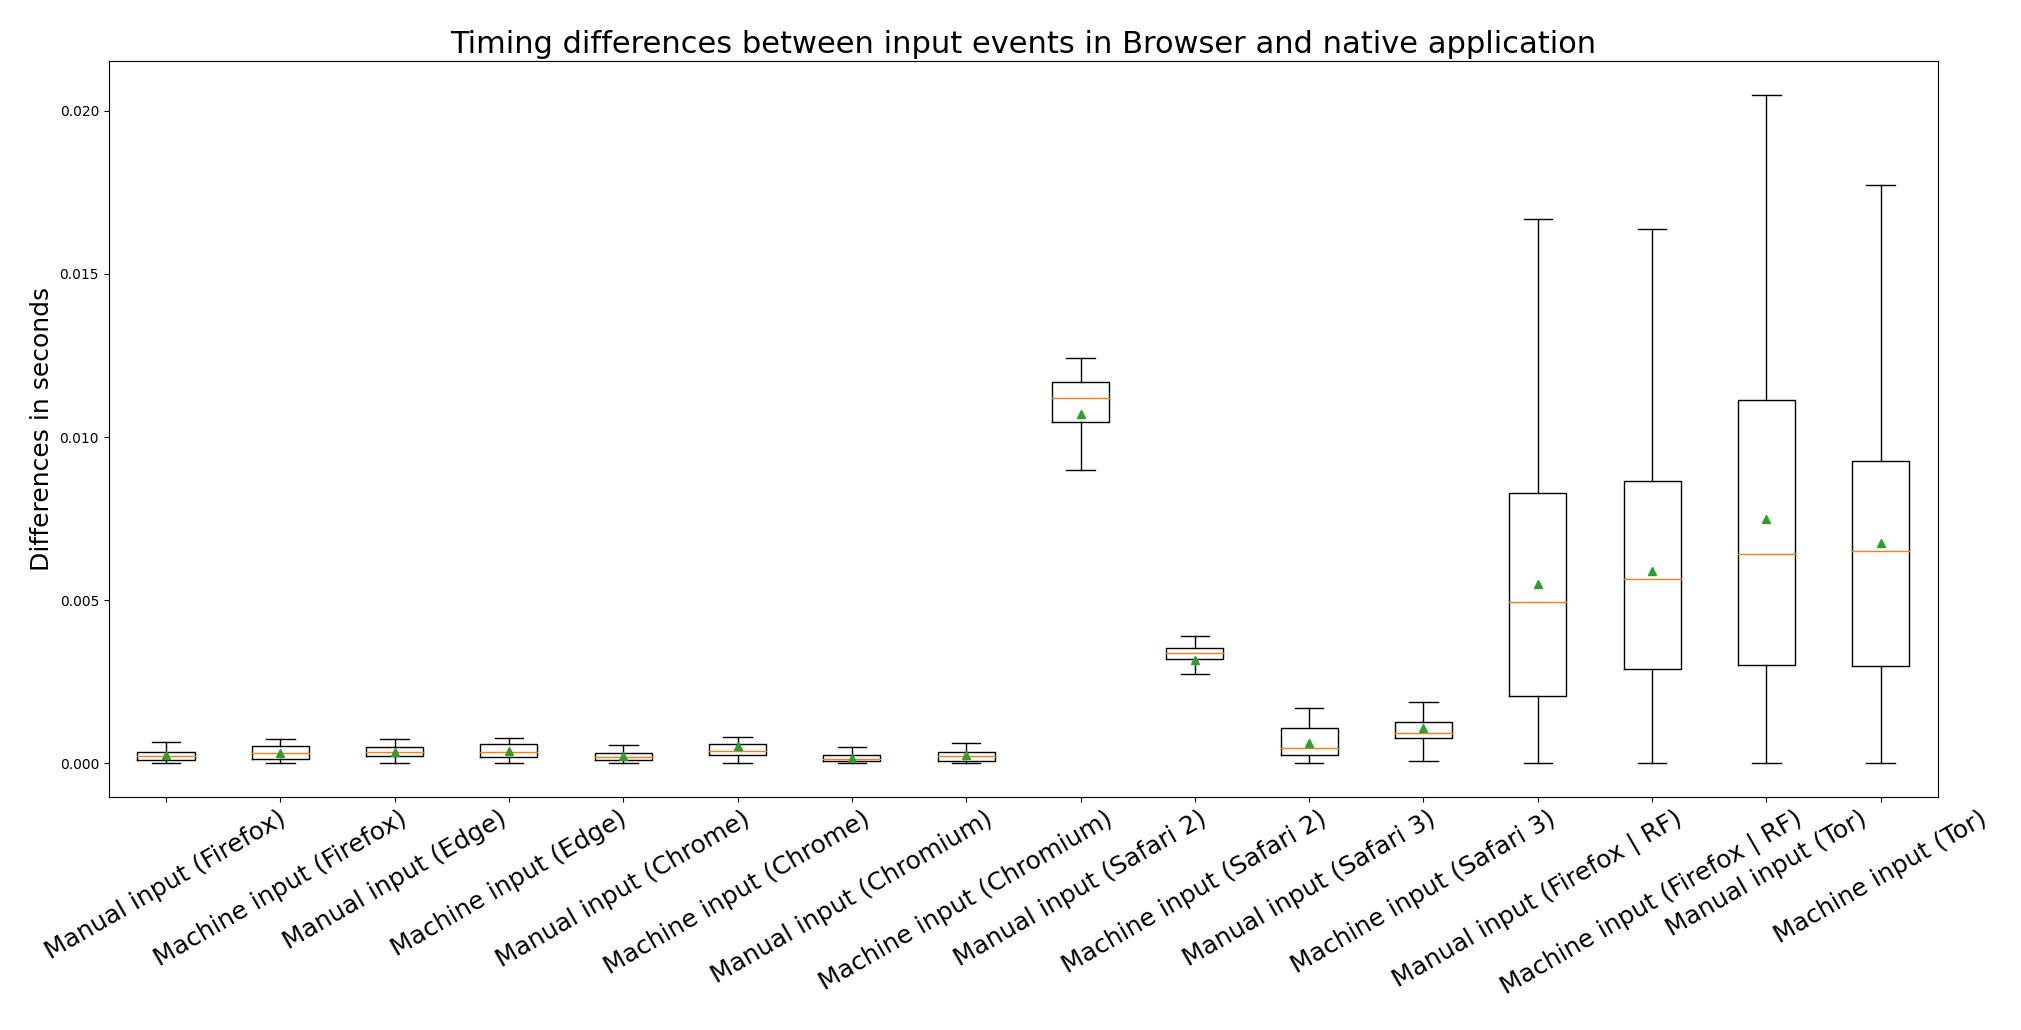 Timing differences between input events in Browser and native application
Differences in seconds
0.020
0.015
0.010
0.005
0.000
Manual input (Firefox)
Machine input (Firefox)
Manual input (Edge)
Machine input (Edge)
Manual input (Chrome)
Machine input (Chrome)
Manual input (Chromium)
Machine input (Chromium)
Manual input (Safari 2)
Machine input (Safari 2)
Manual input (Safari 3)
Machine input (Safari 3)
Manual input (Firefox | RF)
Machine input (Firefox | RF)
Manual input (Tor)
Machine input (Tor)